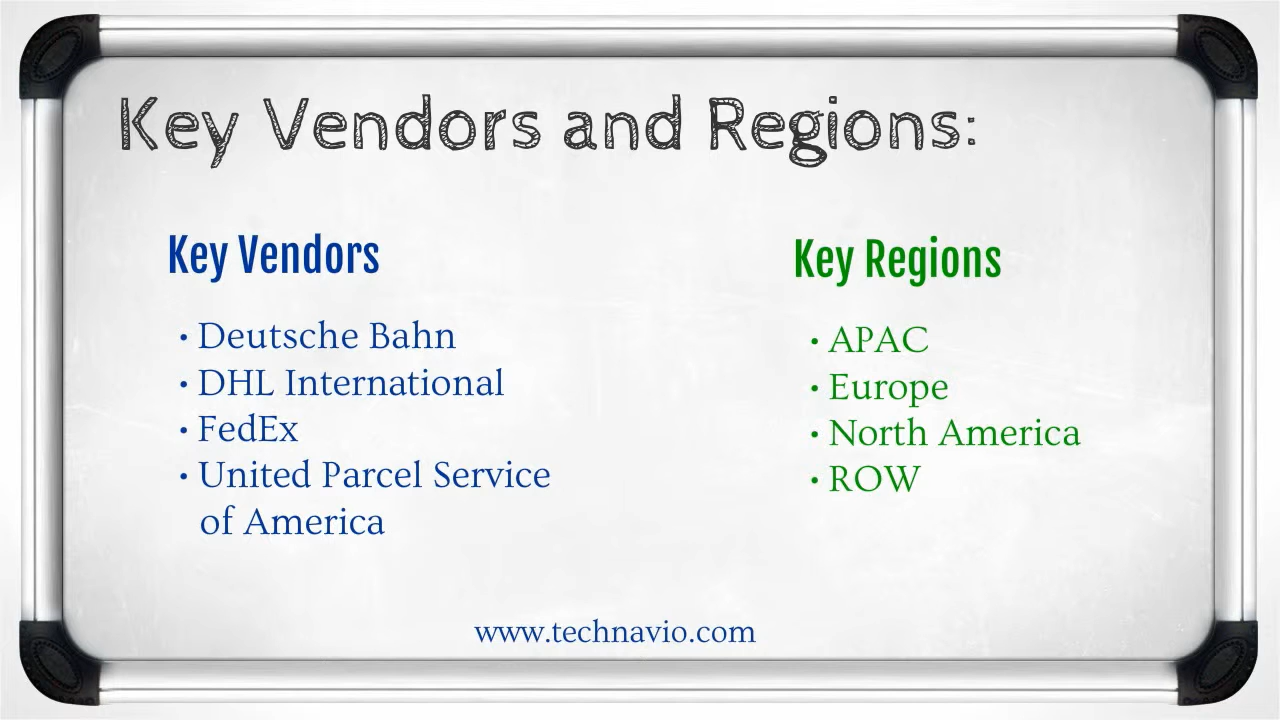 Key Vendors and Regions:
Key Vendors
• Deutsche Bahn
• DHL International
• FedEx
• United Parcel Service
of America
Key Regions
• APAC
• Europe
• North America
• ROW
www.technavio.com